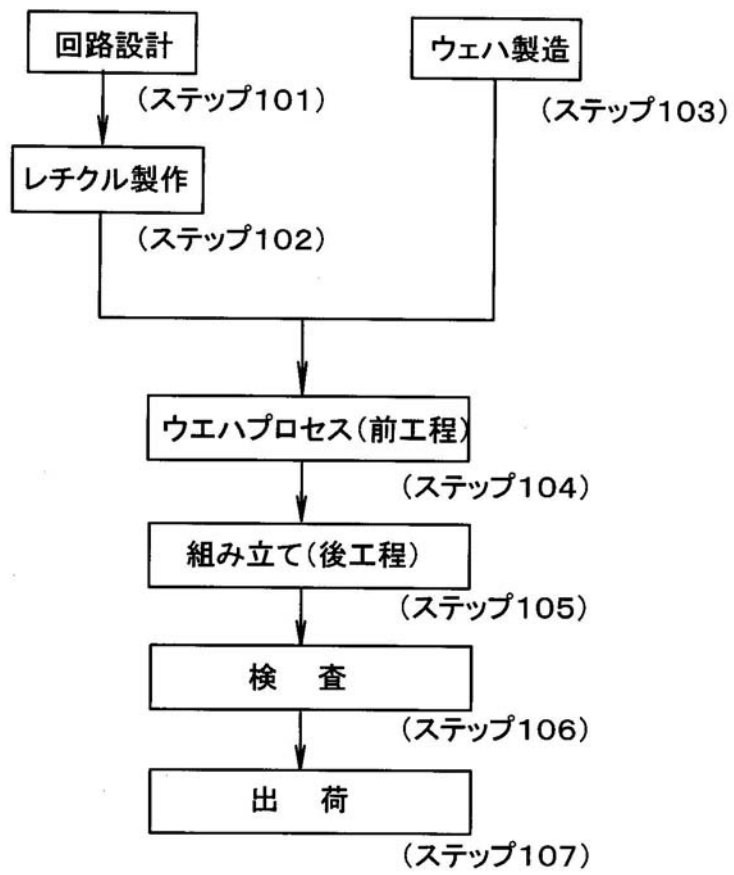 回路設計
(ステップ101)
ウェハ製造
(ステップ103)
レチクル製作
(ステップ102)
ウエハプロセス(前工程)
(ステップ104)
組み立て(後工程)
(ステップ105)
検 査
(ステップ106)
出 荷
(ステップ107)